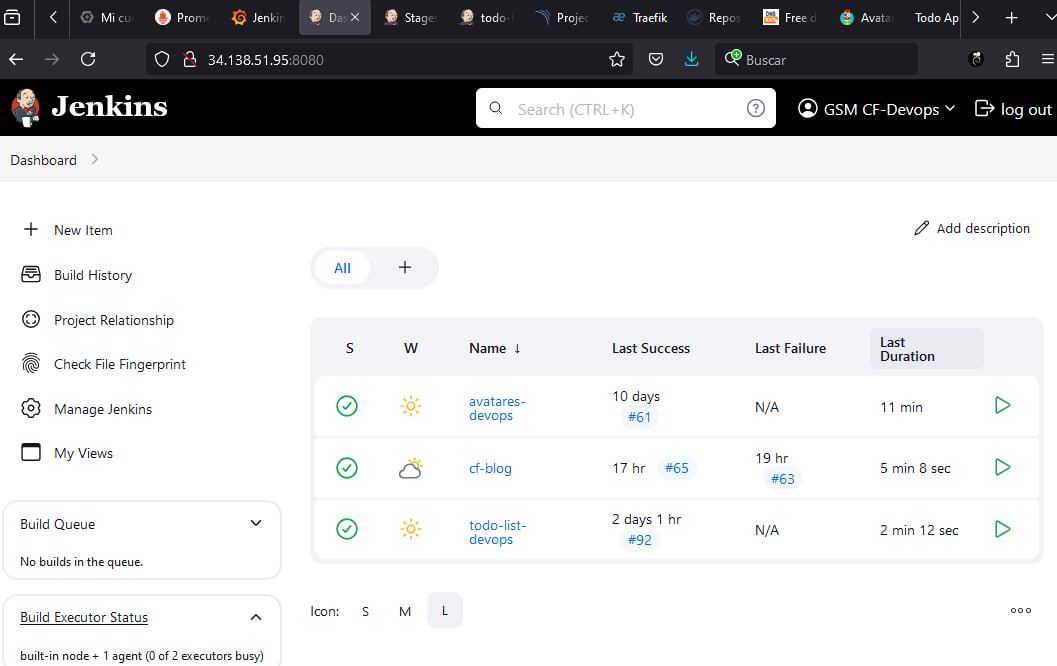 Mi cu
Prom
Jenkin
Das
Stages
todo-l
Projec
Traefik
Repos
Free d
Avata
Todo Ap
34.138.51.95:8080
Buscar
Jenkins
Search (CTRL+K)
GSM CF-Devops
log out
Dashboard
New Item
Build History
Project Relationship
Check File Fingerprint
Manage Jenkins
My Views
Build Queue
No builds in the queue.
Build Executor Status
built-in node + 1 agent (0 of 2 executors busy)
Add description
All
S W Name ↓ Last Success Last Failure Last
Duration
avatares-
devops
10 days
#61
N/A
11 min
cf-blog
17 hr #65
19 hr
#63
5 min 8 sec
todo-list-
devops
2 days 1 hr
#92
N/A
2 min 12 sec
Icon: S M L